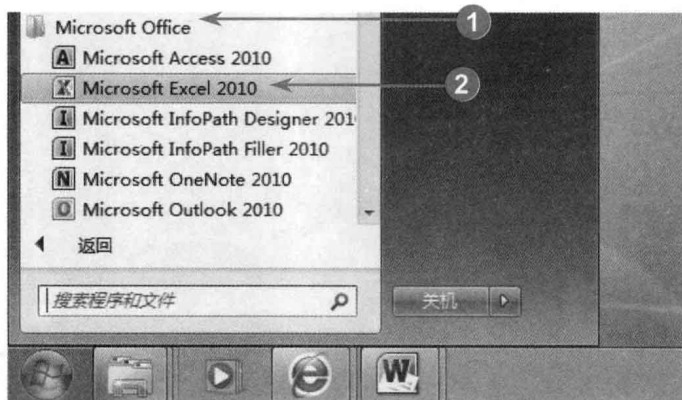 Microsoft Office
1
Microsoft Access 2010
Microsoft Excel 2010
2
Microsoft InfoPath Designer 201
Microsoft InfoPath Filler 2010
Microsoft OneNote 2010
Microsoft Outlook 2010
返回
搜索程序和文件
关机